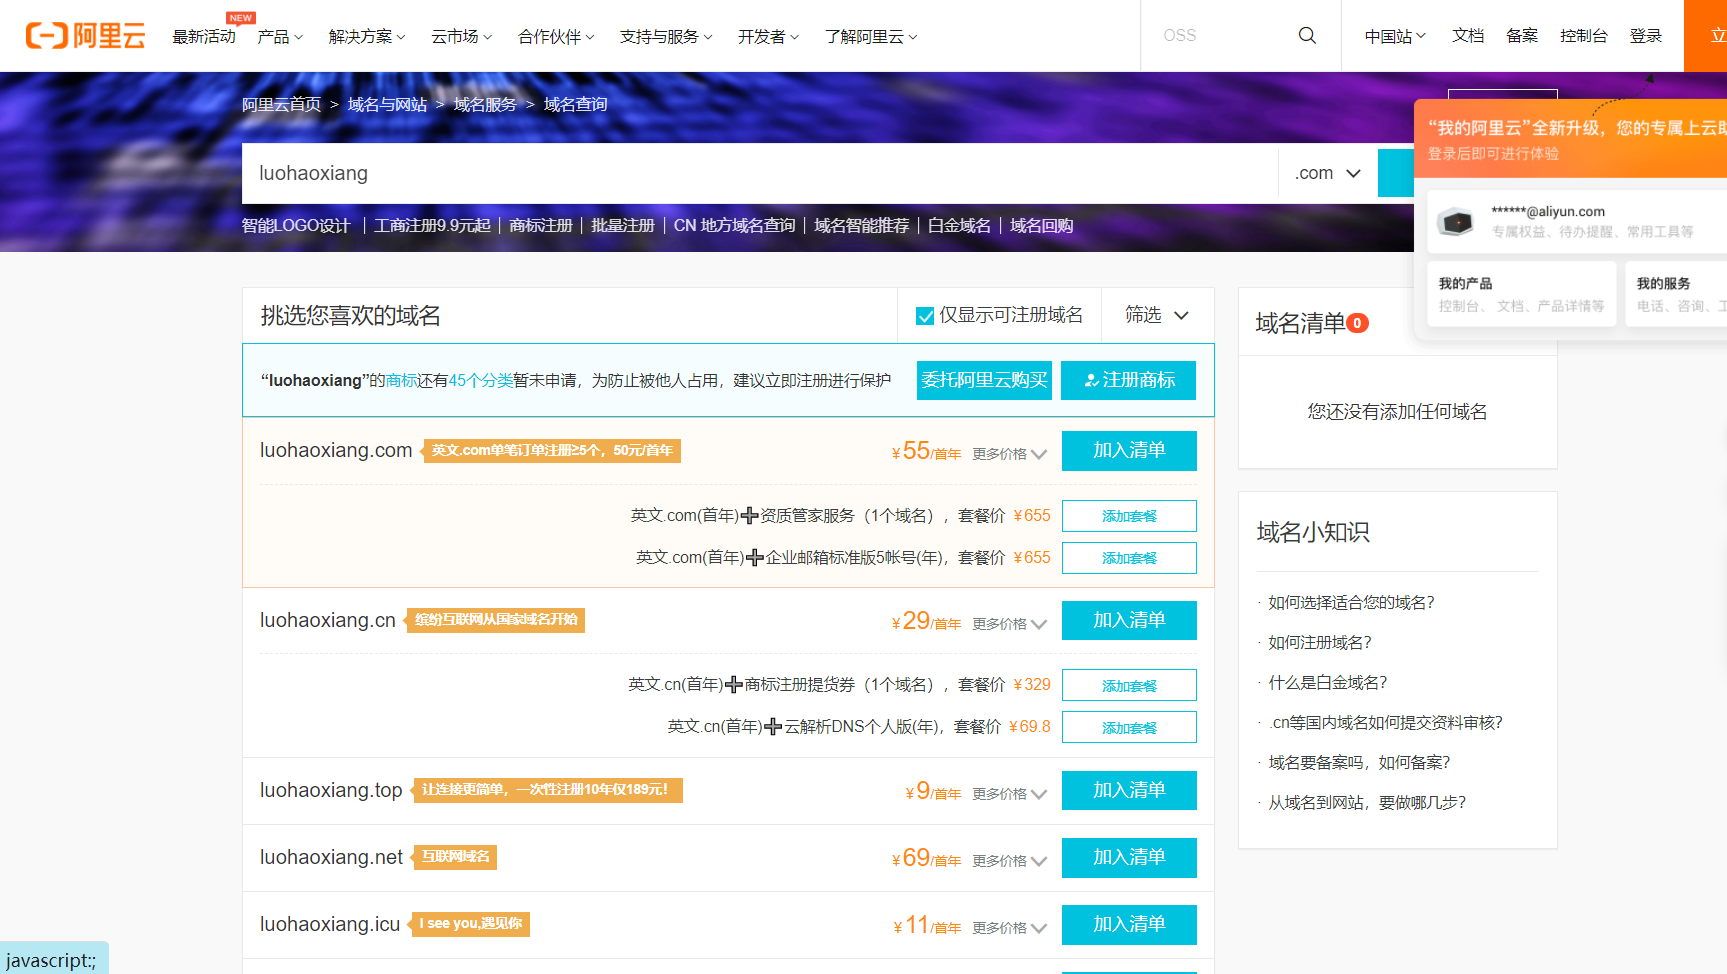 阿里云
最新活动
NEW
产品
解决方案
云市场
合作伙伴
支持与服务
开发者
了解阿里云
OSS
中国站
文档
备案
控制台
登录
立
阿里云首页 > 域名与网站 > 域名服务 > 域名查询
luohaoxiang
.com
智能LOGO设计 | 工商注册9.9元起 | 商标注册 | 批量注册 | CN 地方域名查询 | 域名智能推荐 | 白金域名 | 域名回购
“我的阿里云”全新升级，您的专属上云助
登录后即可进行体验
******@aliyun.com
专属权益、待办提醒、常用工具等
我的产品
控制台、 文档、产品详情等
我的服务
电话、咨询、工
挑选您喜欢的域名
仅显示可注册域名
筛选
“luohaoxiang”的商标还有45个分类暂未申请，为防止被他人占用，建议立即注册进行保护
委托阿里云购买
注册商标
luohaoxiang.com
英文.com单笔订单注册≥5个，50元/首年
¥55/首年
更多价格
加入清单
英文.com(首年)➕资质管家服务（1个域名），套餐价 ¥655
添加套餐
英文.com(首年)➕企业邮箱标准版5帐号(年)，套餐价 ¥655
添加套餐
luohaoxiang.cn
缤纷互联网从国家域名开始
¥29/首年
更多价格
加入清单
英文.cn(首年)➕商标注册提货券（1个域名），套餐价 ¥329
添加套餐
英文.cn(首年)➕云解析DNS个人版(年)，套餐价 ¥69.8
添加套餐
luohaoxiang.top
让连接更简单，一次性注册10年仅189元！
¥9/首年
更多价格
加入清单
luohaoxiang.net
互联网域名
¥69/首年
更多价格
加入清单
luohaoxiang.icu
I see you,遇见你
¥11/首年
更多价格
加入清单
域名清单0
您还没有添加任何域名
域名小知识
· 如何选择适合您的域名？
· 如何注册域名？
· 什么是白金域名？
· .cn等国内域名如何提交资料审核？
· 域名要备案吗，如何备案？
· 从域名到网站，要做哪几步？
javascript:;